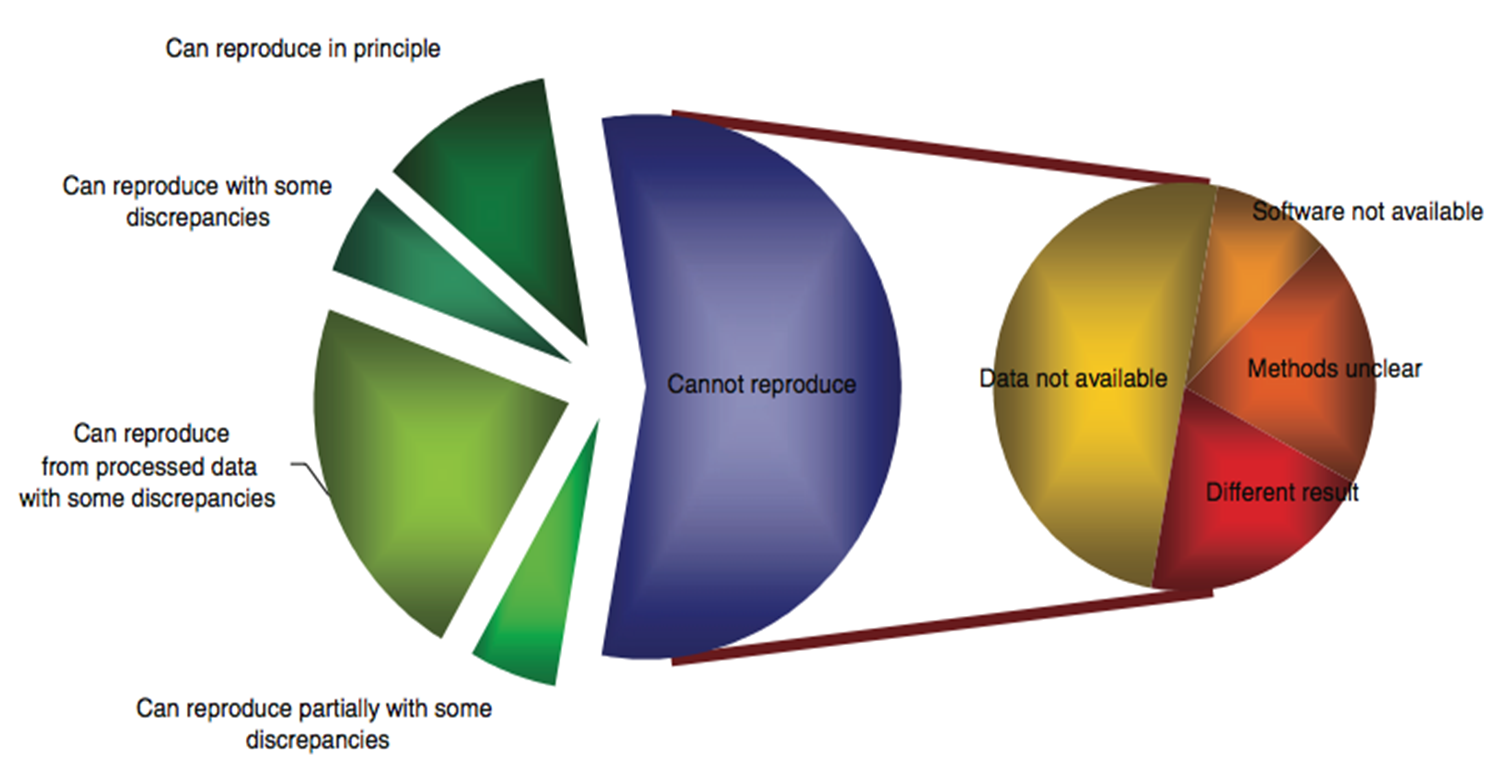 Can reproduce in principle
Can reproduce with some
discrepancies
Can reproduce
from processed data
with some discrepancies
Can reproduce partially with some
discrepancies
Cannot reproduce
Software not available
Data not available
Methods unclear
Different result